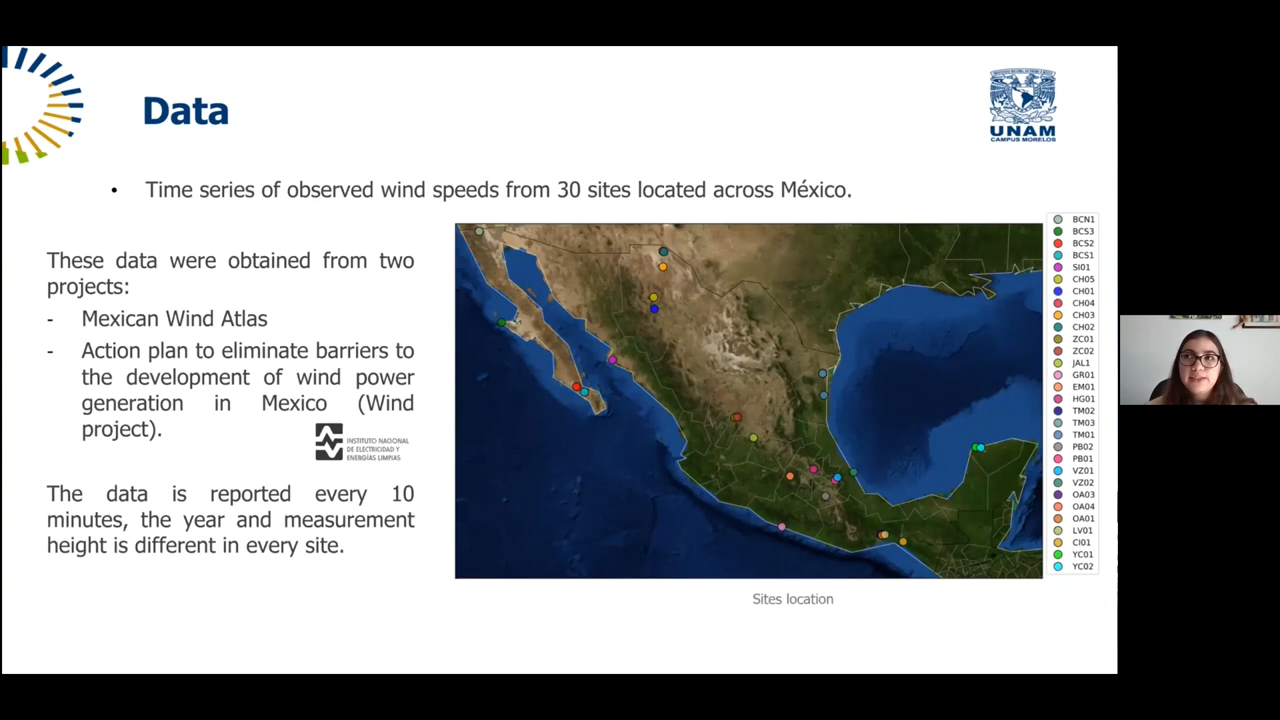 Data
UNAM
CAMPUS MORELOS
• Time series of observed wind speeds from 30 sites located across México.
These data were obtained from two
projects:
- Mexican Wind Atlas
- Action plan to eliminate barriers to
the development of wind power
generation in Mexico (Wind
project).
INSTITUTO NACIONAL
DE ELECTRICIDAD Y
ENERGÍAS LIMPIAS
The data is reported every 10
minutes, the year and measurement
height is different in every site.
BCN1
BCS3
BCS2
BCS1
SI01
CH05
CH01
CH04
CH03
CH02
ZC01
ZC02
JAL1
GR01
EM01
HG01
TM02
TM03
TM01
PB02
PB01
VZ01
VZ02
OA03
OA04
OA01
LV01
CI01
YC01
YC02
Sites location